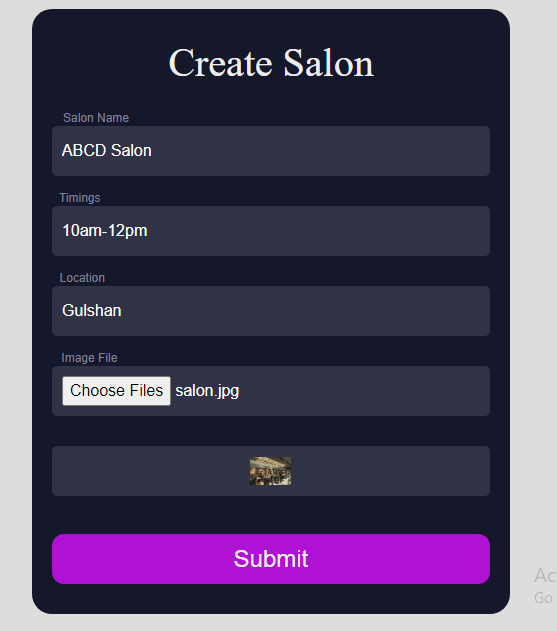 Create Salon
Salon Name
ABCD Salon
Timings
10am-12pm
Location
Gulshan
Image File
Choose Files salon.jpg
Submit
Ac
Go